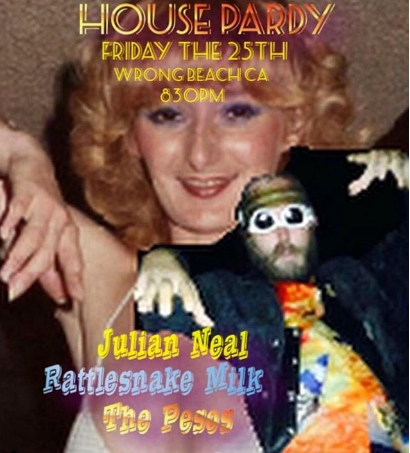 HOUSE PARDY
FRIDAY THE 25TH
WRONG BEACH CA
830PM
Julian Neal
Rattlesnake Milk
The Pesos